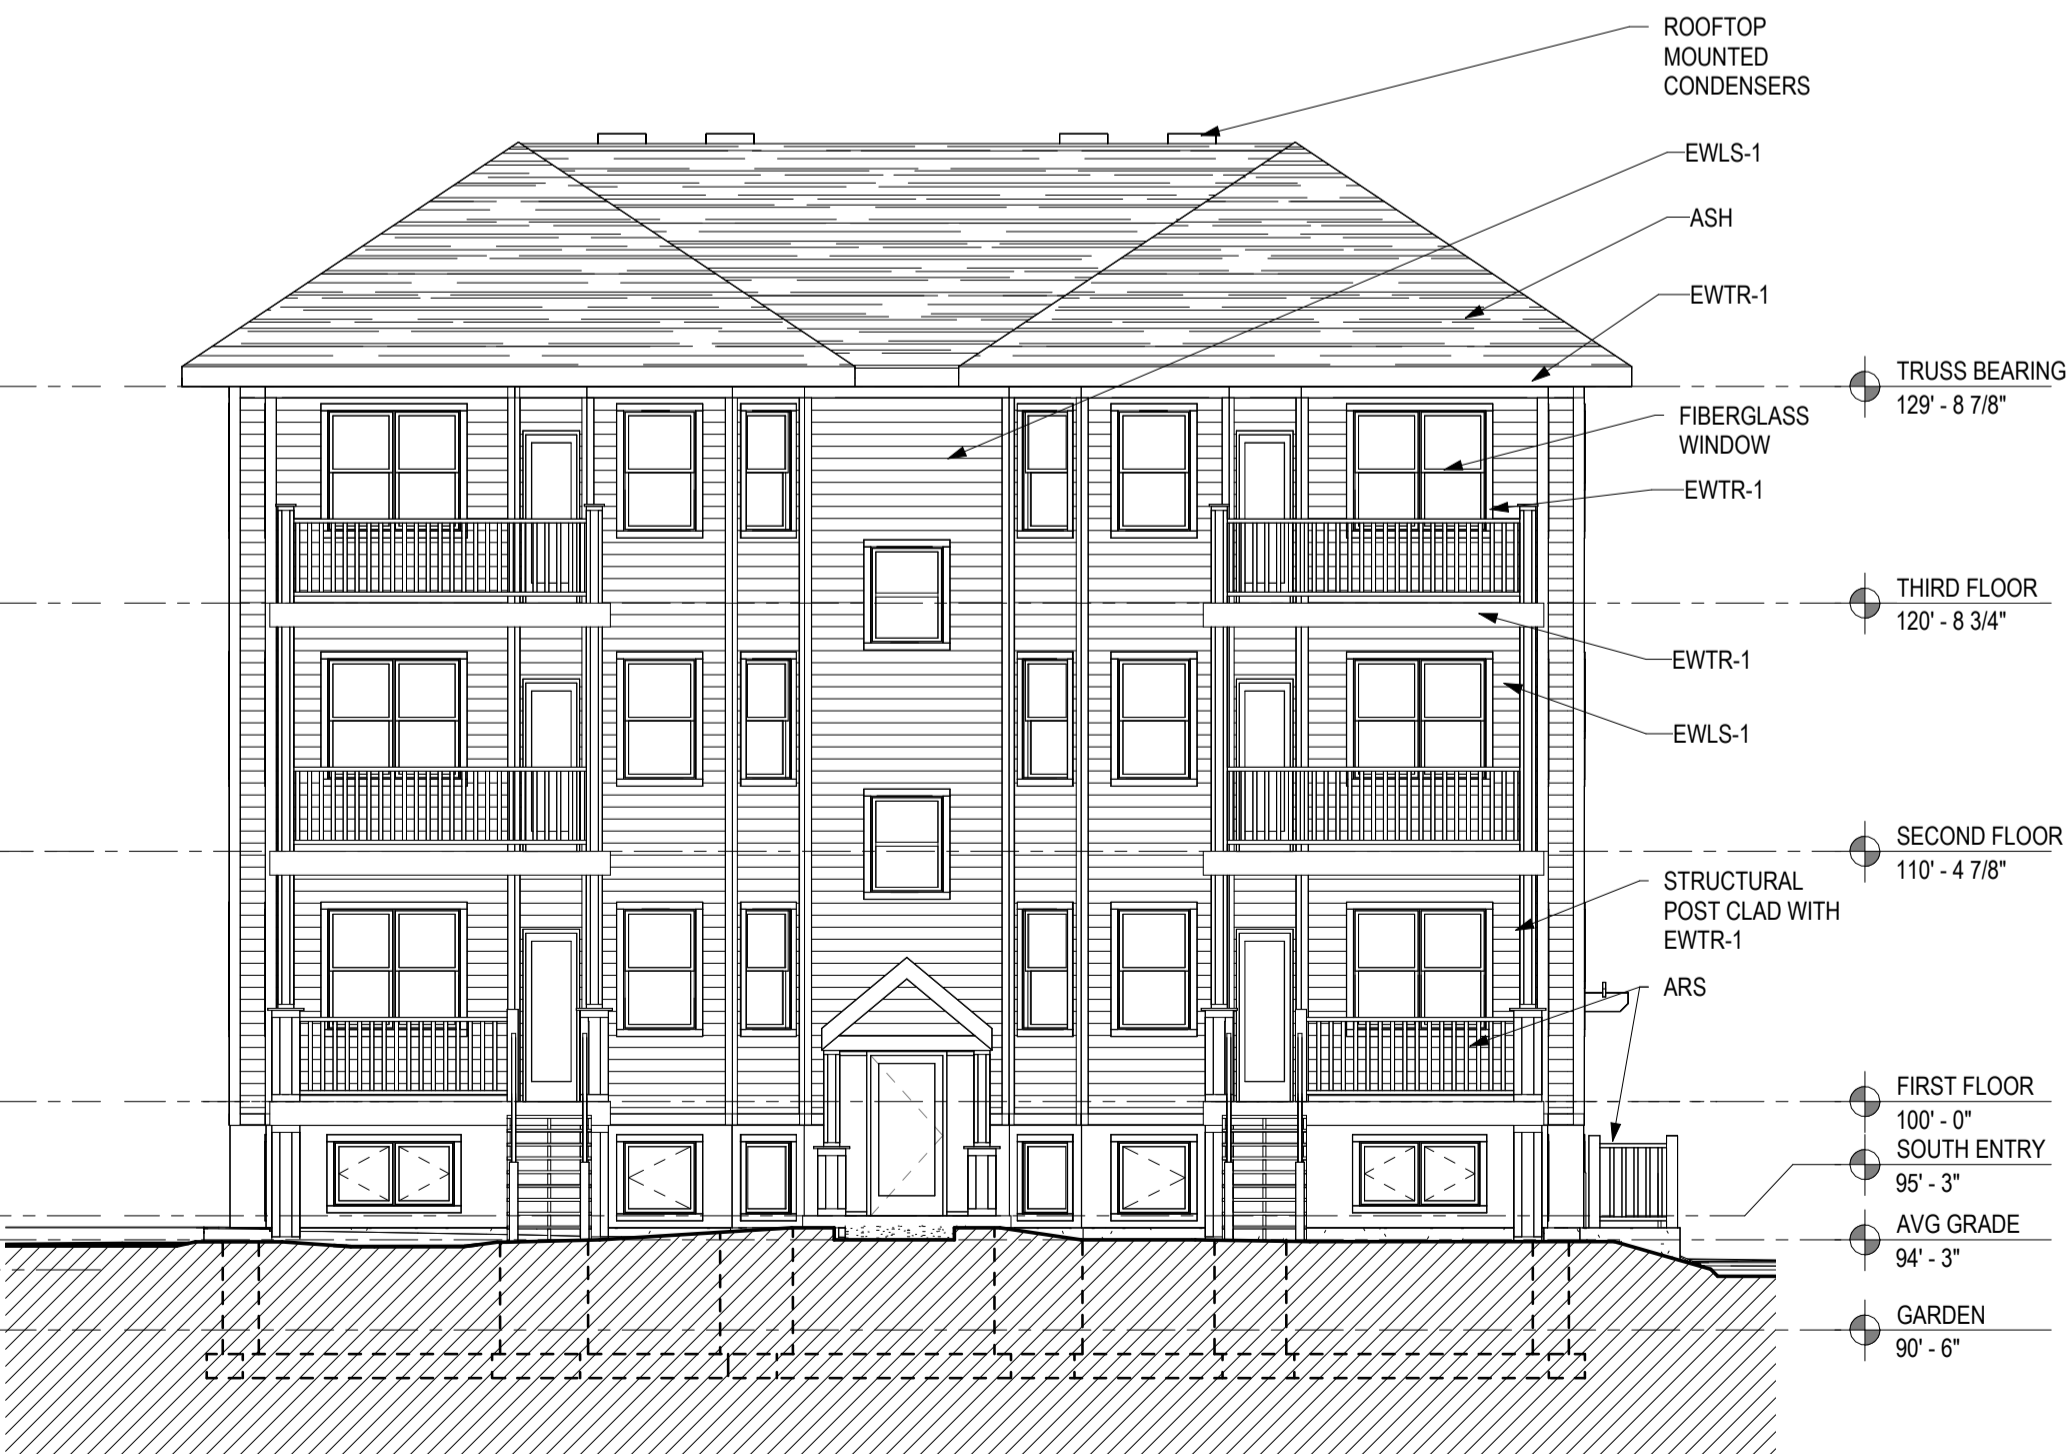 ROOFTOP
MOUNTED
CONDENSERS
EWLS-1
ASH
EWTR-1
TRUSS BEARING
129' - 8 7/8"
FIBERGLASS
WINDOW
EWTR-1
THIRD FLOOR
120' - 8 3/4"
EWTR-1
EWLS-1
SECOND FLOOR
110' - 4 7/8"
STRUCTURAL
POST CLAD WITH
EWTR-1
ARS
FIRST FLOOR
100' - 0"
SOUTH ENTRY
95' - 3"
AVG GRADE
94' - 3"
GARDEN
90' - 6"